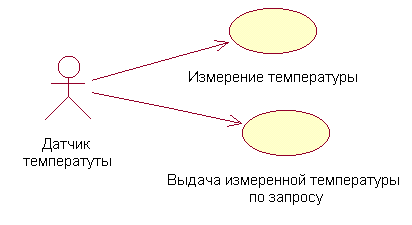 Измерение температуры
Датчик
температуты
Выдача измеренной температуры
по запросу